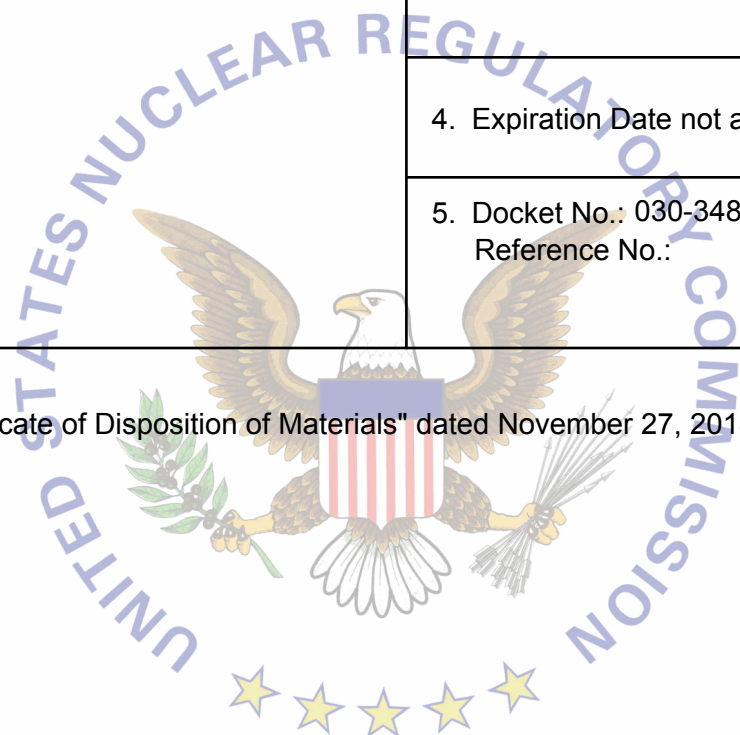 UNITED STATES NUCLEAR REGULATORY COMMISSION
4. Expiration Date not a
5. Docket No.: 030-348
Reference No.:
cate of Disposition of Materials" dated November 27, 201